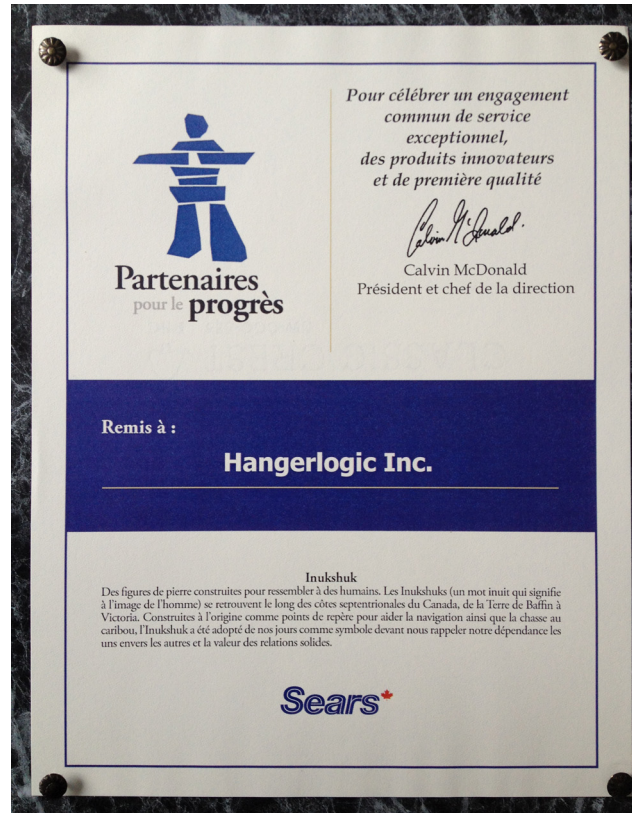 Pour célébrer un engagement
commun de service
exceptionnel,
des produits innovateurs
et de première qualité
Calvin McDonald.
Calvin McDonald
Président et chef de la direction
Partenaires
pour le progrès
Remis à :
Hangerlogic Inc.
Inukshuk
Des figures de pierre construites pour ressembler à des humains. Les Inukshuks (un mot inuit qui signifie
à l'image de l'homme) se retrouvent le long des côtes septentrionales du Canada, de la Terre de Baffin à
Victoria. Construites à l'origine comme points de repère pour aider la navigation ainsi que la chasse au
caribou, l'Inukshuk a été adopté de nos jours comme symbole devant nous rappeler notre dépendance les
uns envers les autres et la valeur des relations solides.
Sears